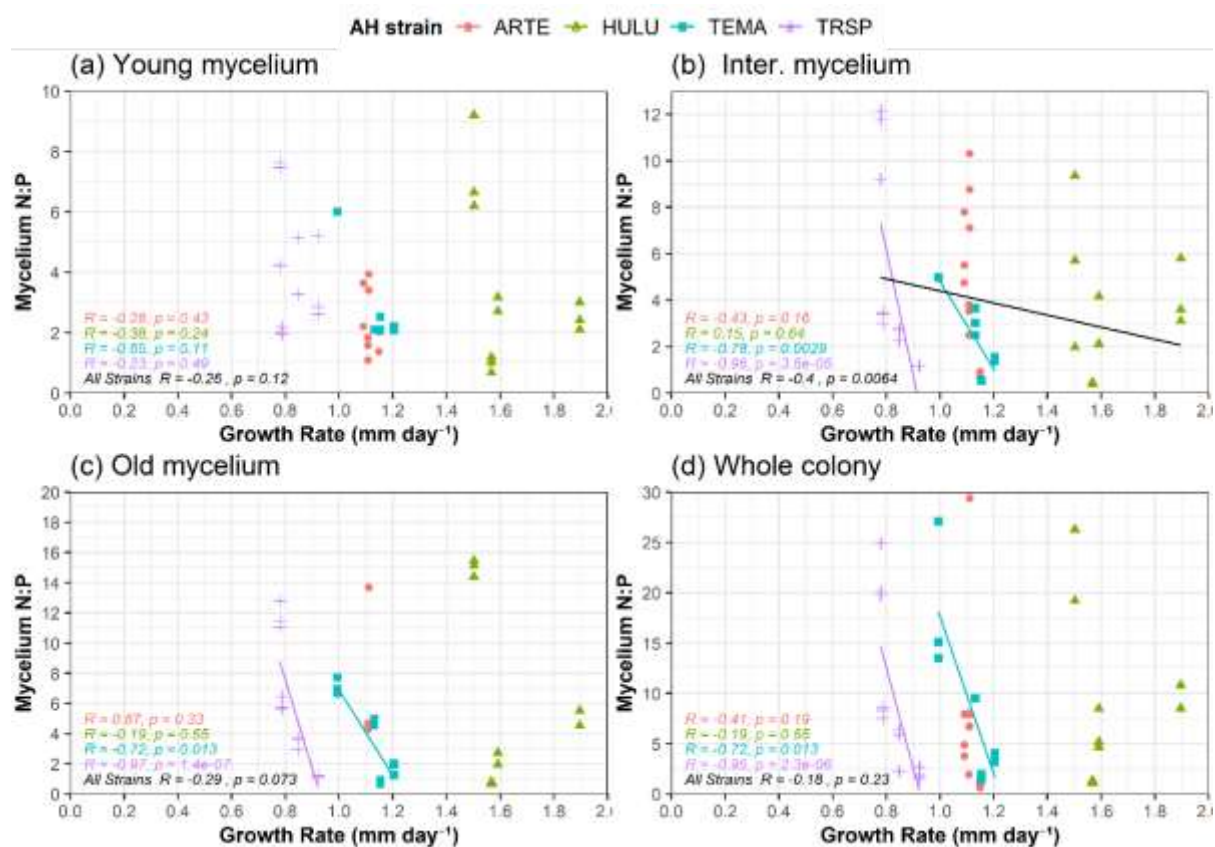 AH strain ARTE HULU TEMA TRSP
(a) Young mycelium
Mycelium N:P
10
8
6
4
2
0
R = -0.38, p = 0.24
R = -0.23, p = 0.49
All Strains R = -0.26 , p = 0.12
0.0 0.2 0.4 0.6 0.8 1.0 1.2 1.4 1.6 1.8 2.0
Growth Rate (mm day⁻¹)
(b) Inter. mycelium
Mycelium N:P
12
10
8
6
4
2
0
R = -0.43, p = 0.16
R = 0.15, p = 0.64
R = -0.78, p = 0.0029
All Strains R = -0.4 , p = 0.0064
0.0 0.2 0.4 0.6 0.8 1.0 1.2 1.4 1.6 1.8 2.0
Growth Rate (mm day⁻¹)
(c) Old mycelium
Mycelium N:P
20
18
16
14
12
10
8
6
4
2
0
R = 0.87, p = 0.33
R = -0.19, p = 0.55
R = -0.72, p = 0.013
R = -0.97, p = 1.4e-07
All Strains R = -0.29 , p = 0.073
0.0 0.2 0.4 0.6 0.8 1.0 1.2 1.4 1.6 1.8 2.0
Growth Rate (mm day⁻¹)
(d) Whole colony
Mycelium N:P
30
25
20
15
10
5
0
R = -0.41, p = 0.19
R = -0.19, p = 0.55
R = -0.72, p = 0.013
R = -0.95, p = 2.3e-06
All Strains R = -0.18 , p = 0.23
0.0 0.2 0.4 0.6 0.8 1.0 1.2 1.4 1.6 1.8 2.0
Growth Rate (mm day⁻¹)